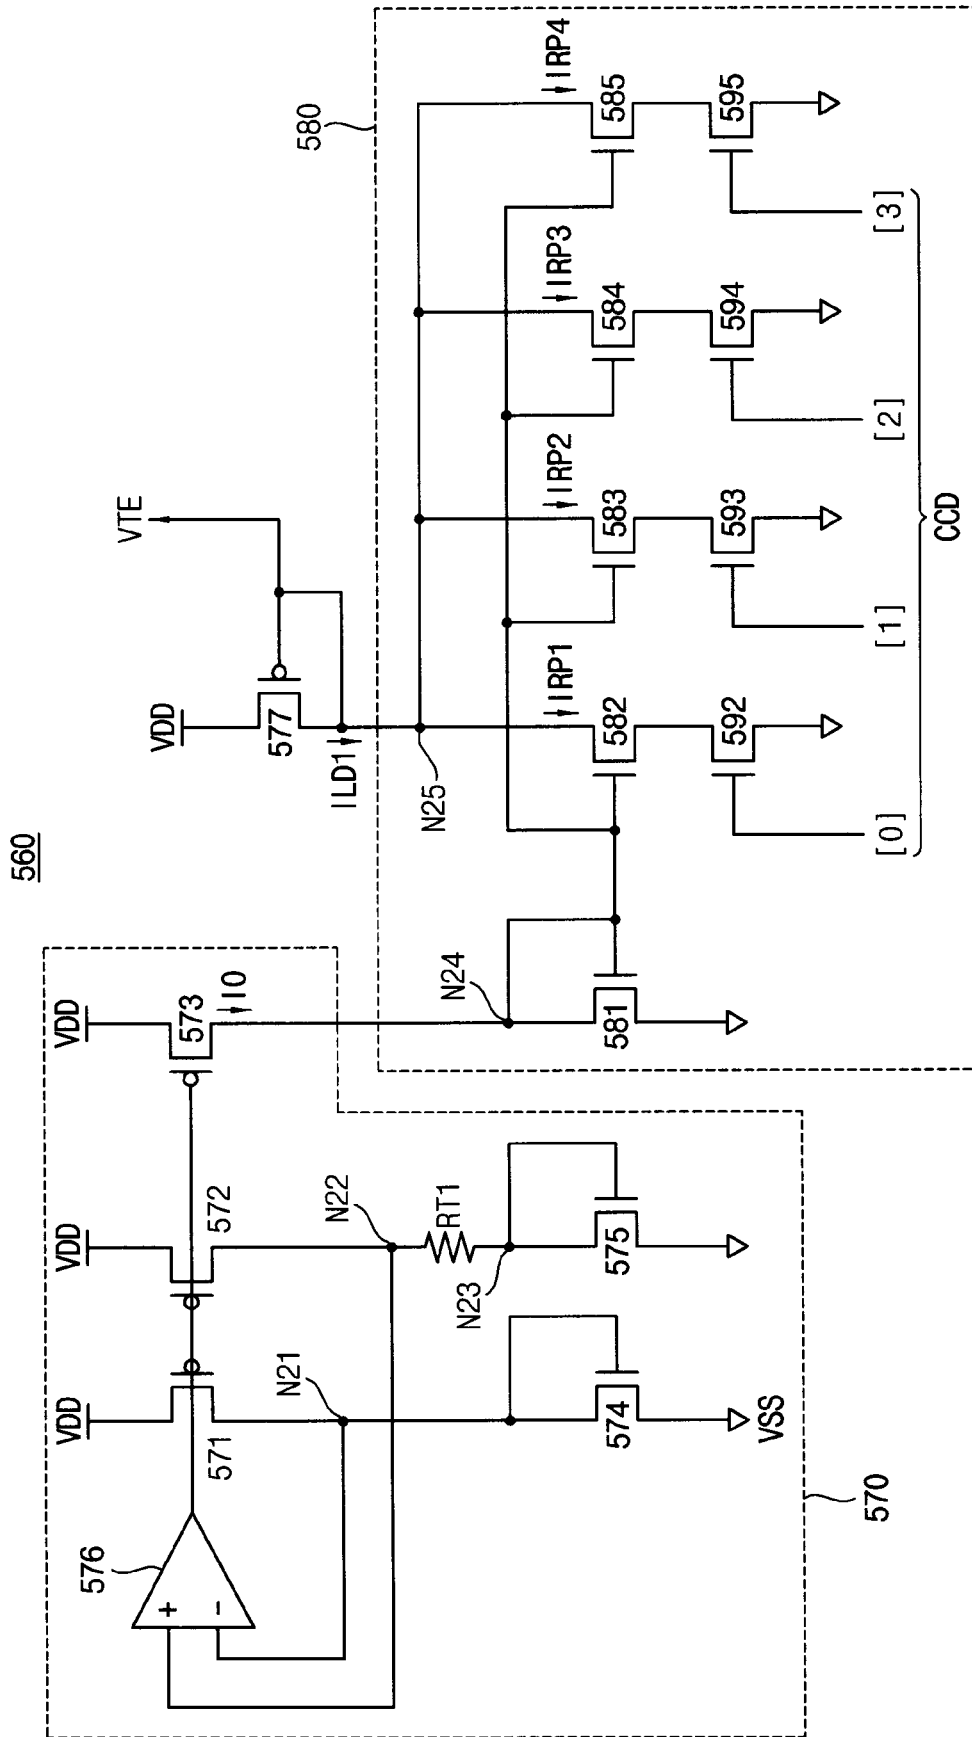 560
VDD
VDD
VDD
VDD
VTE
580
576
+
-
571
572
573
IO
577
ILD1
N21
N22
N24
N25
RT1
N23
574
575
581
VSS
570
IRP1
IRP2
IRP3
IRP4
582
583
584
585
592
593
594
595
[0]
[1]
[2]
[3]
CCD